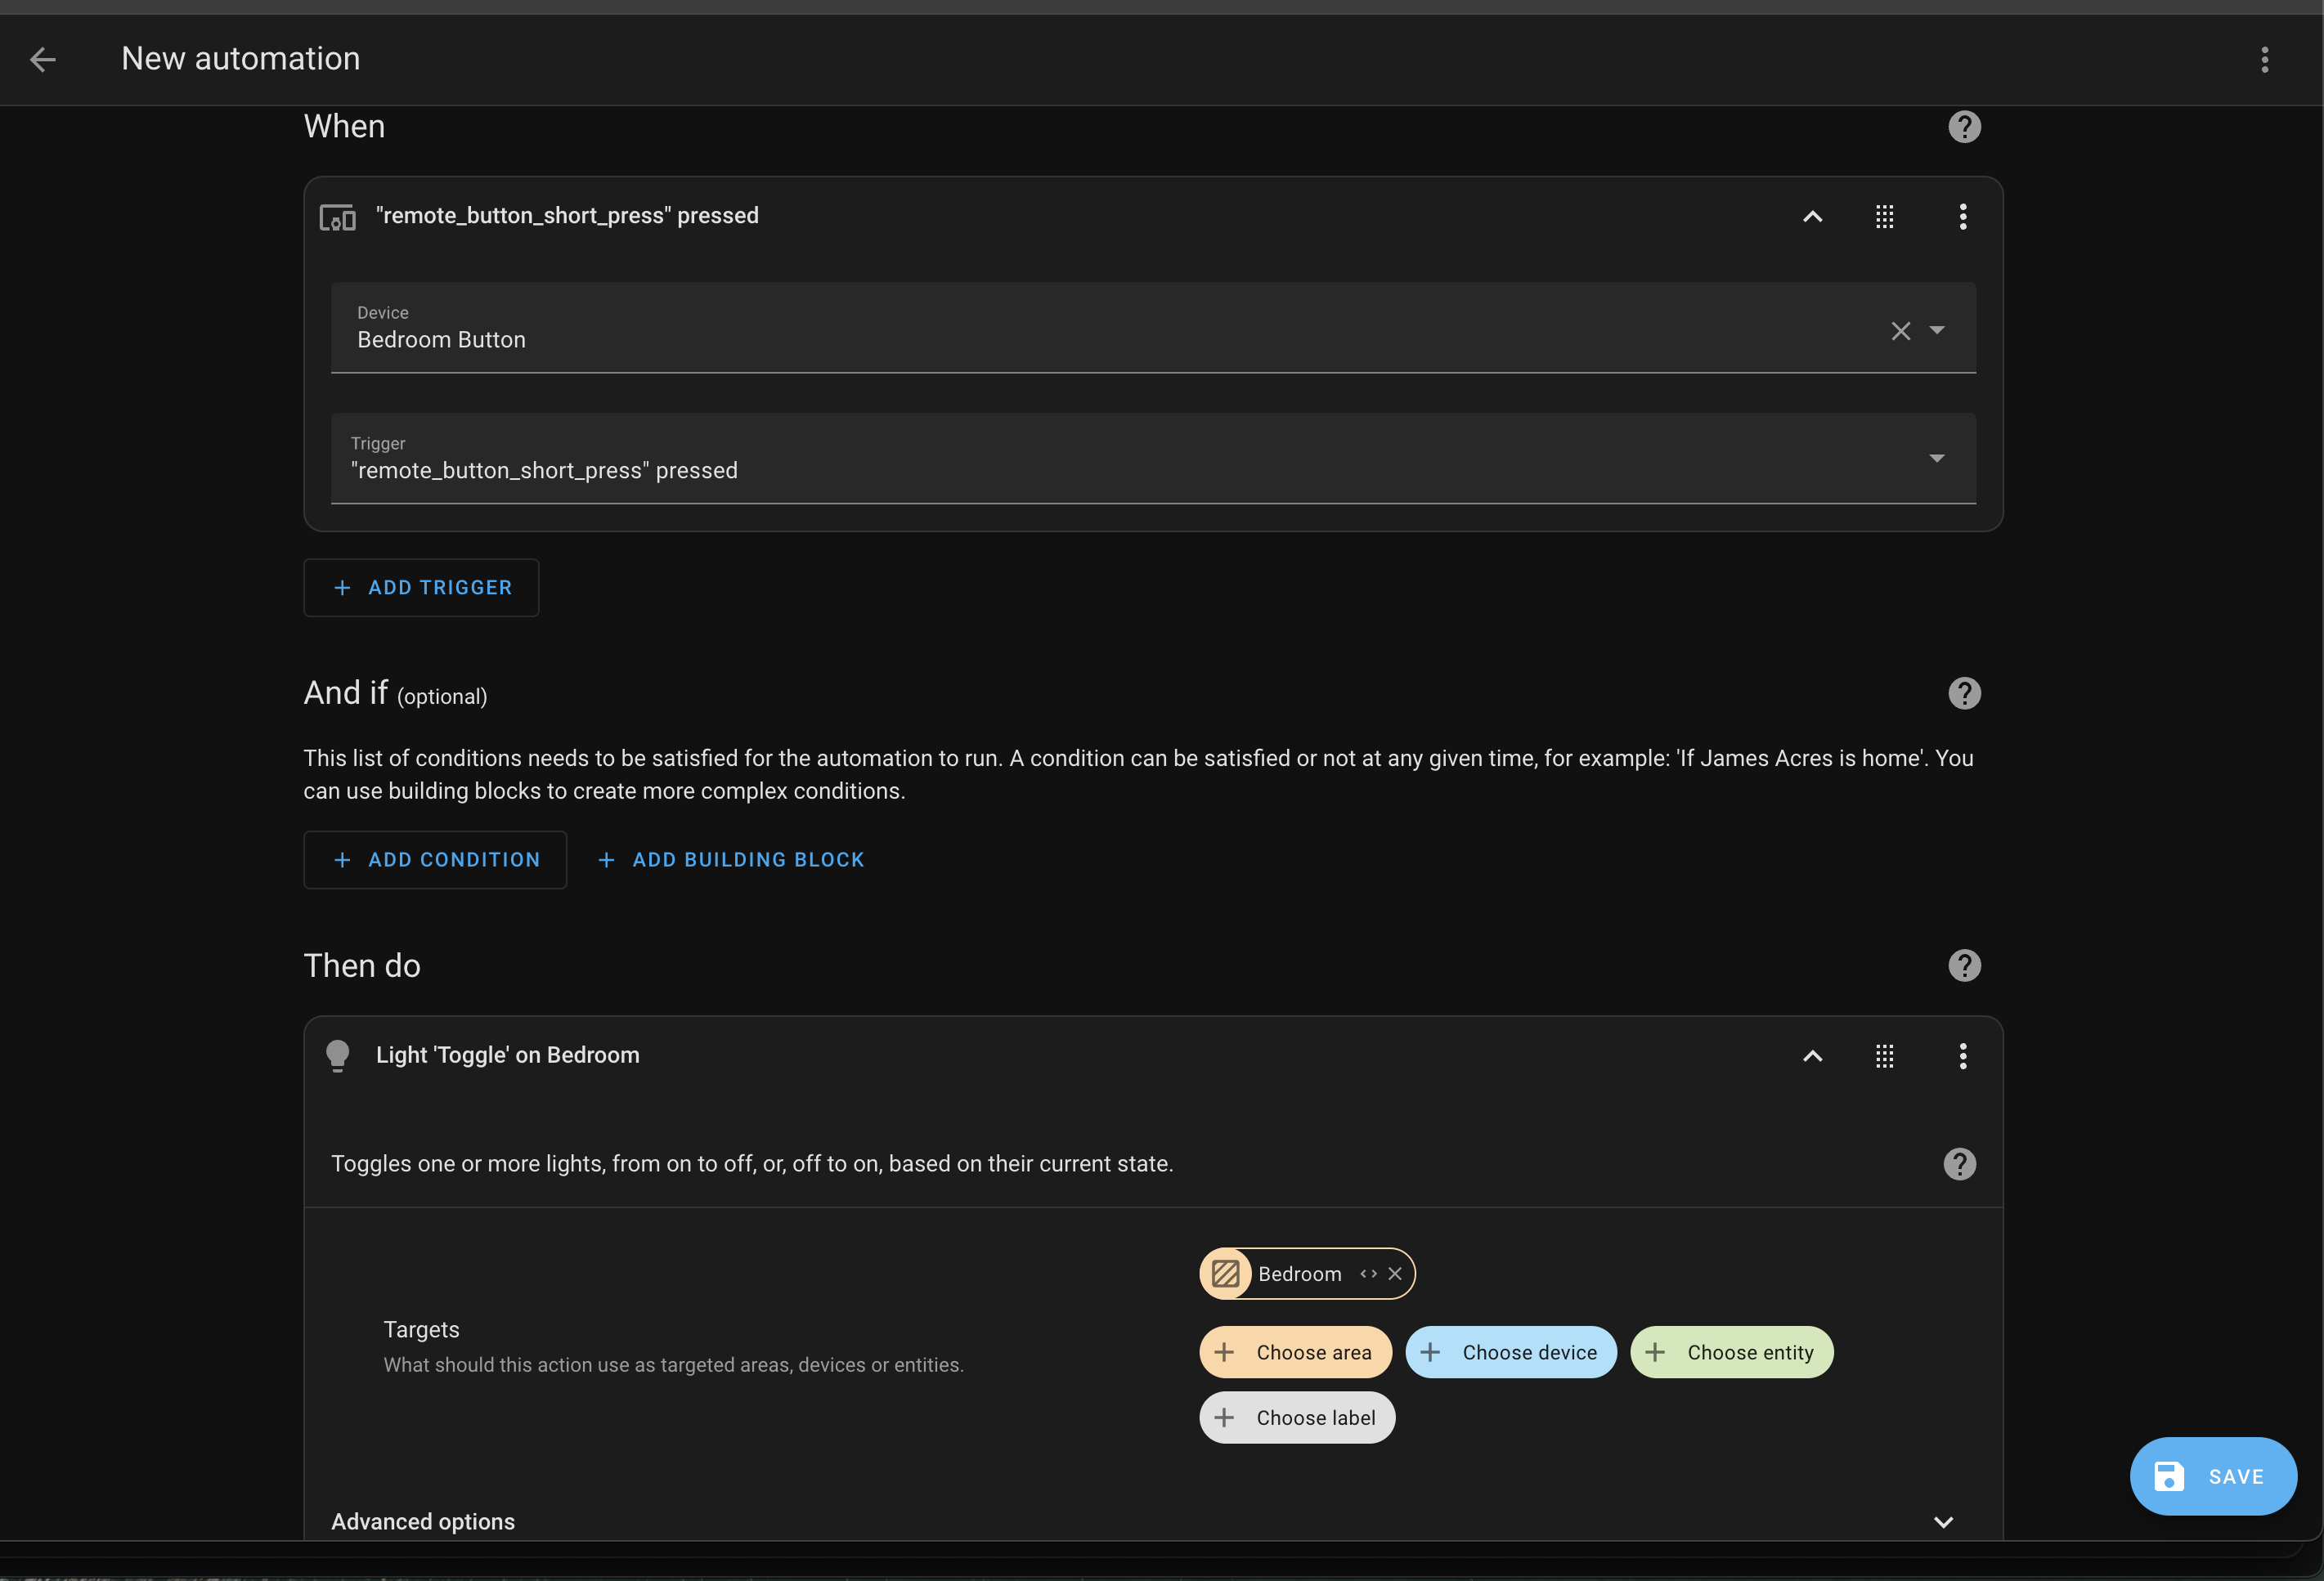 New automation
When
"remote_button_short_press" pressed
Device
Bedroom Button
Trigger
"remote_button_short_press" pressed
ADD TRIGGER
And if (optional)
This list of conditions needs to be satisfied for the automation to run. A condition can be satisfied or not at any given time, for example: 'If James Acres is home'. You
can use building blocks to create more complex conditions.
ADD CONDITION ADD BUILDING BLOCK
Then do
Light 'Toggle' on Bedroom
Toggles one or more lights, from on to off, or, off to on, based on their current state.
Bedroom
Targets
What should this action use as targeted areas, devices or entities.
Choose area Choose device Choose entity
Choose label
SAVE
Advanced options